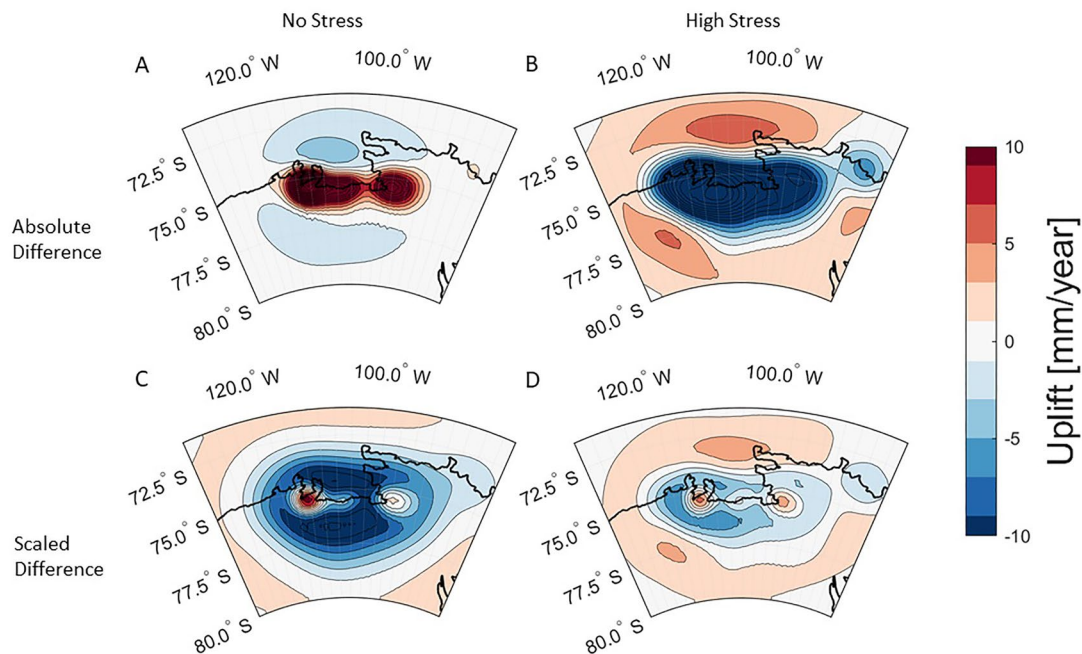 No Stress
High Stress
A
120.0° W
100.0° W
B
120.0° W
100.0° W
72.5° S
75.0° S
77.5° S
80.0° S
72.5° S
75.0° S
77.5° S
80.0° S
Absolute
Difference
10
5
0
-5
-10
Uplift [mm/year]
C
120.0° W
100.0° W
D
120.0° W
100.0° W
72.5° S
75.0° S
77.5° S
80.0° S
72.5° S
75.0° S
77.5° S
80.0° S
Scaled
Difference